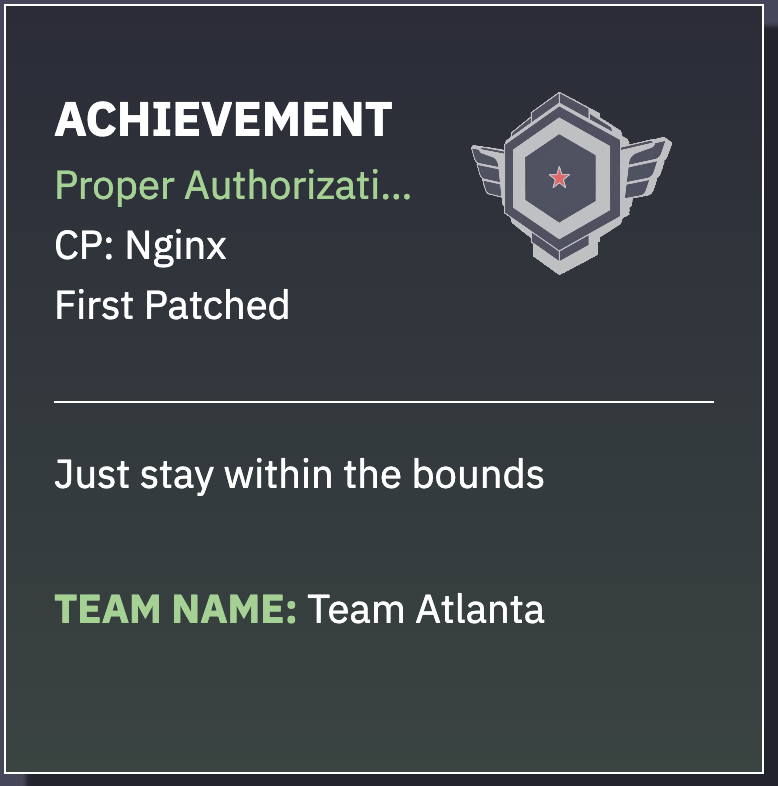 ACHIEVEMENT
Proper Authorizati...
CP: Nginx
First Patched
Just stay within the bounds
TEAM NAME: Team Atlanta